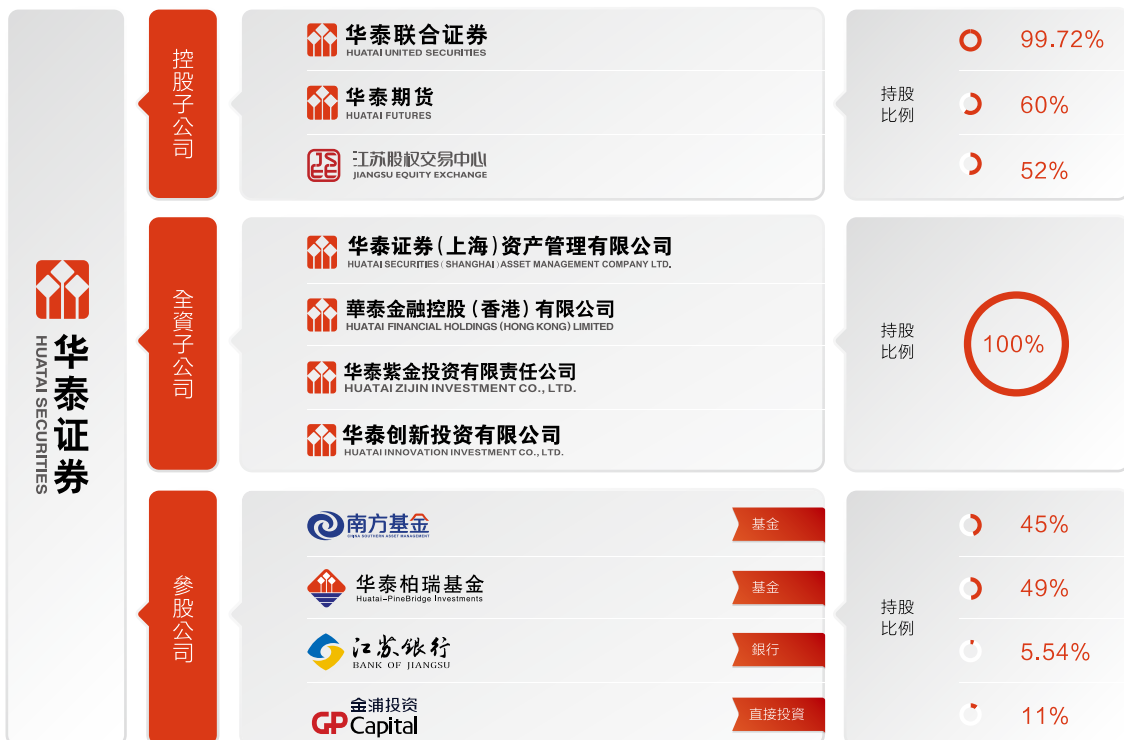 华泰证券
HUATAI SECURITIES
控股子公司
华泰联合证券
HUATAI UNITED SECURITIES
华泰期货
HUATAI FUTURES
JSEE
江苏股权交易中心
JIANGSU EQUITY EXCHANGE
持股
比例
99.72%
60%
52%
全資子公司
华泰证券(上海)资产管理有限公司
HUATAI SECURITIES (SHANGHAI) ASSET MANAGEMENT COMPANY LTD.
華泰金融控股(香港)有限公司
HUATAI FINANCIAL HOLDINGS (HONG KONG) LIMITED
华泰紫金投资有限责任公司
HUATAI ZIJIN INVESTMENT CO., LTD.
华泰创新投资有限公司
HUATAI INNOVATION INVESTMENT CO., LTD.
持股
比例
100%
參股公司
南方基金
CHINA SOUTHERN ASSET MANAGEMENT
基金
华泰柏瑞基金
Huatai-PineBridge Investments
基金
江苏银行
BANK OF JIANGSU
銀行
金浦投资
GP Capital
直接投資
持股
比例
45%
49%
5.54%
11%